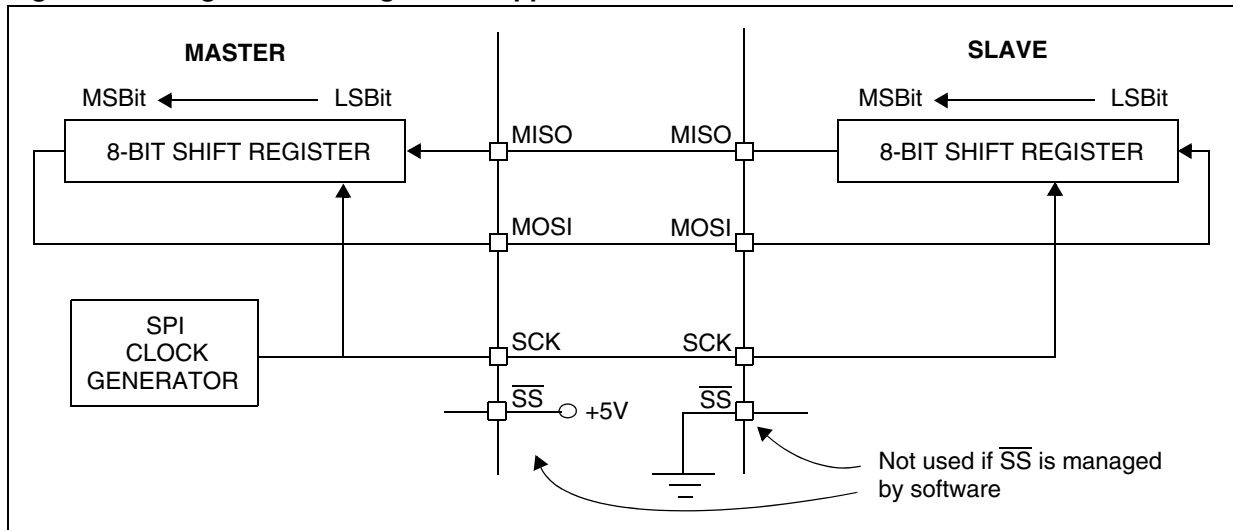 MASTER
SLAVE
MSBit LSBit
MSBit LSBit
8-BIT SHIFT REGISTER
MISO
MISO
8-BIT SHIFT REGISTER
MOSI
MOSI
SPI
CLOCK
GENERATOR
SCK
SCK
SS
+5V
SS
Not used if SS is managed
by software